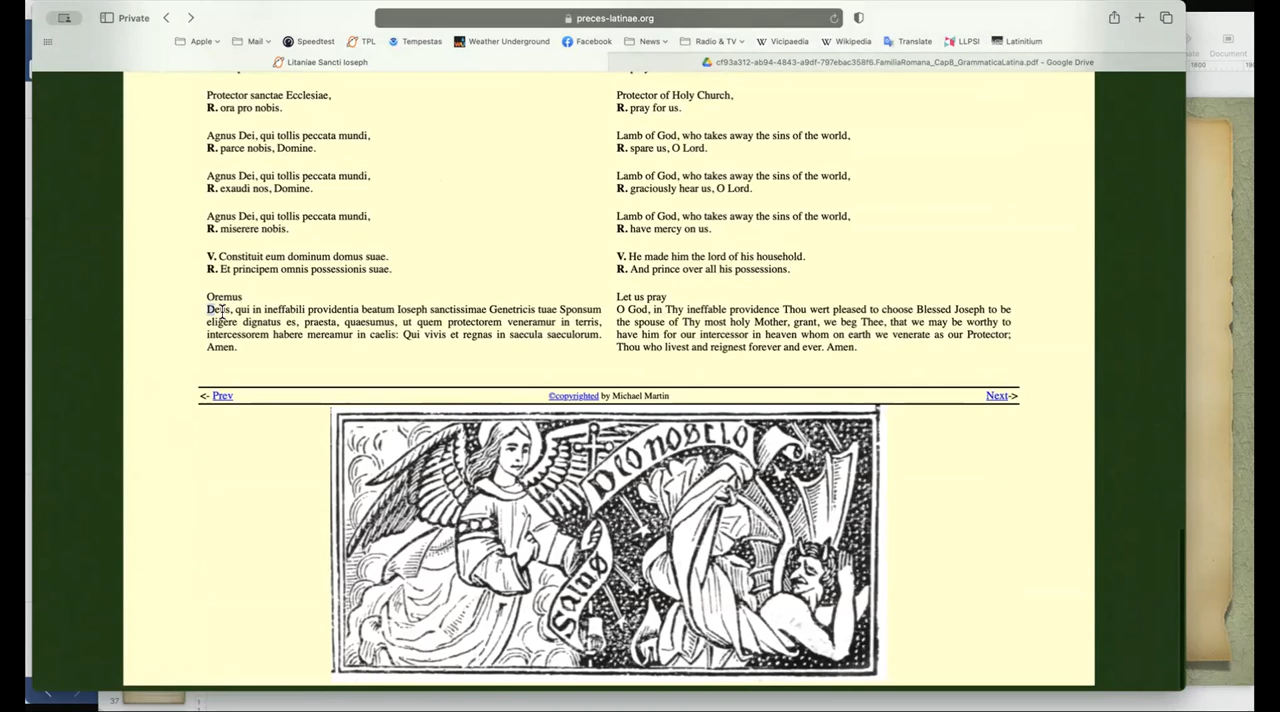 Private
preces-latinae.org
Apple
Mail
Speedtest
TPL
Tempestas
Weather Underground
Facebook
News
Radio & TV
Vicipaedia
Wikipedia
Translate
LLPSI
Latinitium
Litaniae Sancti Ioseph
cf93a312-ab94-4843-a9df-797ebac358f6.FamiliaRomana_Cap8_GrammaticaLatina.pdf - Google Drive
Document
Protector sanctae Ecclesiae,
R. ora pro nobis.
Agnus Dei, qui tollis peccata mundi,
R. parce nobis, Domine.
Agnus Dei, qui tollis peccata mundi,
R. exaudi nos, Domine.
Agnus Dei, qui tollis peccata mundi,
R. miserere nobis.
V. Constituit eum dominum domus suae.
R. Et principem omnis possessionis suae.
Oremus
Deus, qui in ineffabili providentia beatum Ioseph sanctissimae Genetricis tuae Sponsum
eligere dignatus es, praesta, quaesumus, ut quem protectorem veneramur in terris,
intercessorem habere mereamur in caelis: Qui vivis et regnas in saecula saeculorum.
Amen.
Protector of Holy Church,
R. pray for us.
Lamb of God, who takes away the sins of the world,
R. spare us, O Lord.
Lamb of God, who takes away the sins of the world,
R. graciously hear us, O Lord.
Lamb of God, who takes away the sins of the world,
R. have mercy on us.
V. He made him the lord of his household.
R. And prince over all his possessions.
Let us pray
O God, in Thy ineffable providence Thou wert pleased to choose Blessed Joseph to be
the spouse of Thy most holy Mother, grant, we beg Thee, that we may be worthy to
have him for our intercessor in heaven whom on earth we venerate as our Protector;
Thou who livest and reignest forever and ever. Amen.
<- Prev
©copyrighted by Michael Martin
Next->
37